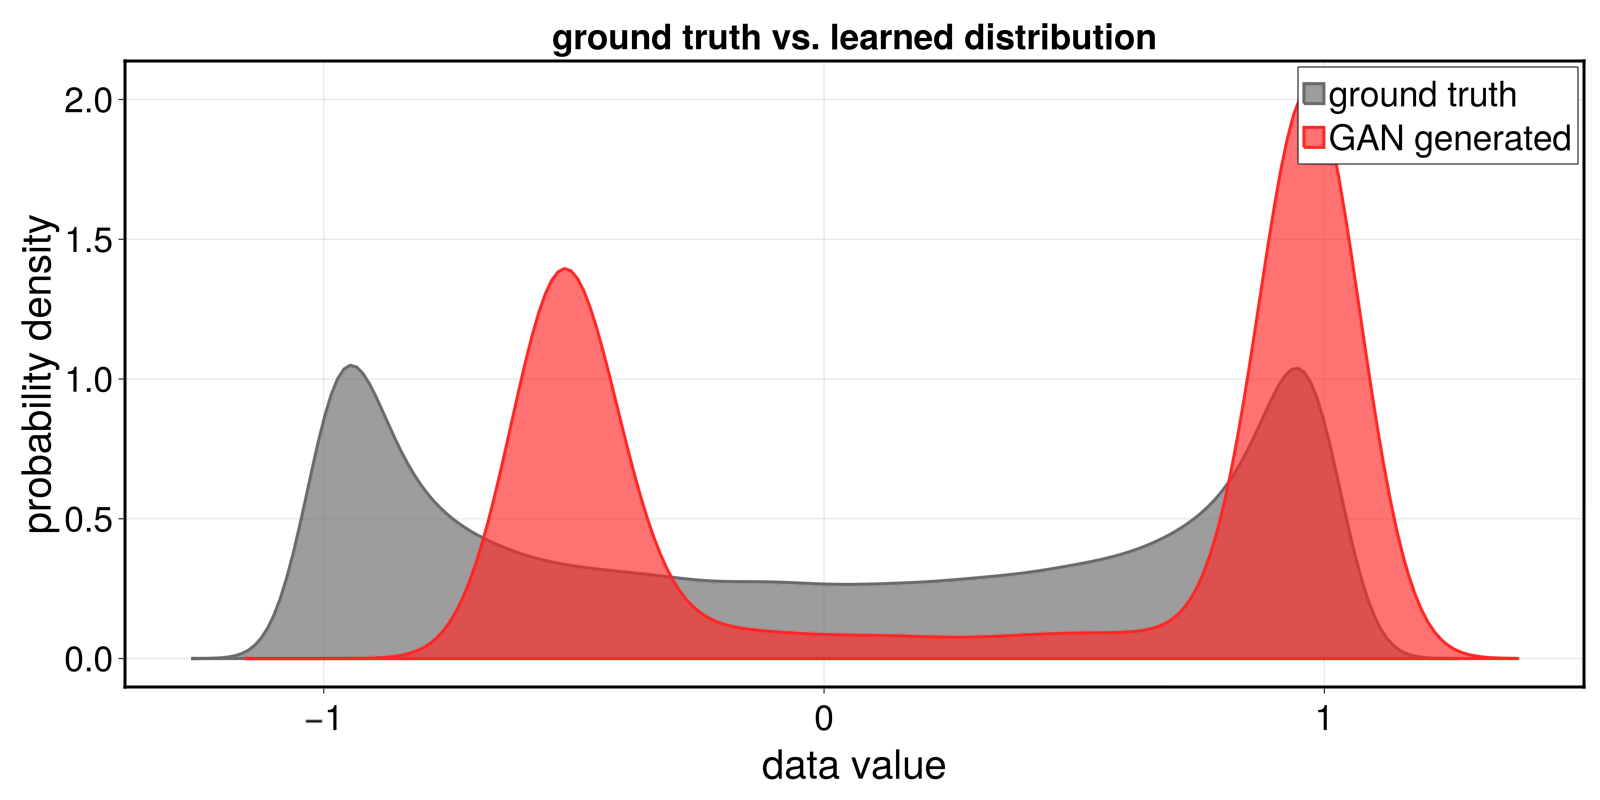 ground truth vs. learned distribution
ground truth
GAN generated
probability density
2.0
1.5
1.0
0.5
0.0
−1
0
1
data value